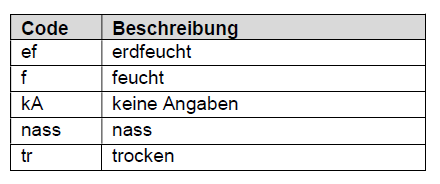 Code Beschreibung
ef erdfeucht
f feucht
kA keine Angaben
nass nass
tr trocken